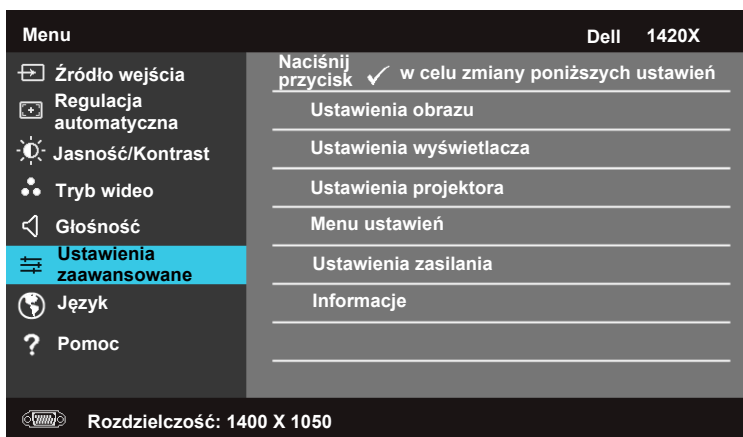 Menu
Dell 1420X
Źródło wejścia
Regulacja
automatyczna
Jasność/Kontrast
Tryb wideo
Głośność
Ustawienia
zaawansowane
Język
? Pomoc
Naciśnij
przycisk ✓ w celu zmiany poniższych ustawień
Ustawienia obrazu
Ustawienia wyświetlacza
Ustawienia projektora
Menu ustawień
Ustawienia zasilania
Informacje
Rozdzielczość: 1400 X 1050